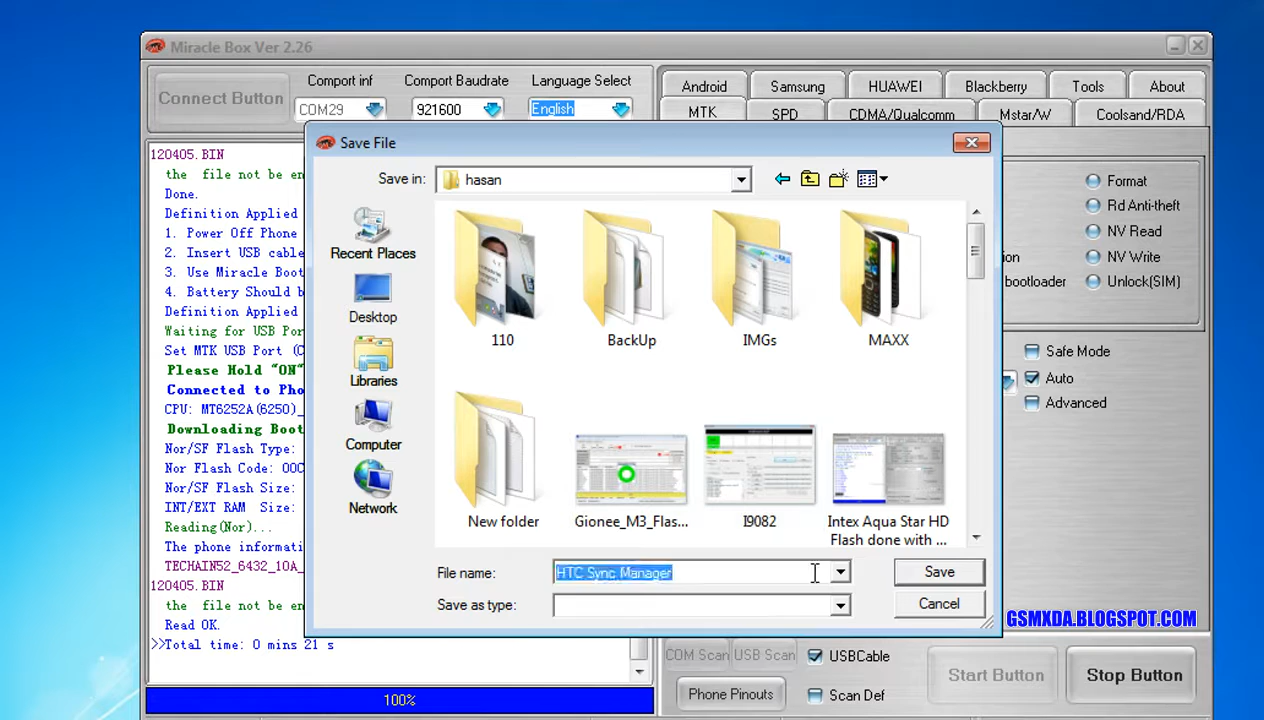 Miracle Box Ver 2.26
Connect Button
Comport inf
Comport Baudrate
Language Select
COM29
921600
English
Android
Samsung
HUAWEI
Blackberry
Tools
About
MTK
SPD
CDMA/Qualcomm
Mstar/W
Coolsand/RDA
120405.BIN
the file not be en
Done.
Definition Applied
1. Power Off Phone
2. Insert USB cable
3. Use Miracle Boot
4. Battery Should b
Definition Applied
Waiting for USB Por
Set MTK USB Port (C
Please Hold "ON"
Connected to Pho
CPU: MT6252A(6250)_
Downloading Boot
Nor/SF Flash Type:
Nor Flash Code: 00C
Nor/SF Flash Size:
INT/EXT RAM Size:
Reading(Nor)...
The phone informati
TECHAIN52_6432_10A_
120405.BIN
the file not be en
Read OK.
>>Total time: 0 mins 21 s
100%
Save File
Save in:
hasan
Recent Places
Desktop
Libraries
Computer
Network
110
BackUp
IMGs
MAXX
New folder
Gionee_M3_Flas...
I9082
Intex Aqua Star HD
Flash done with ...
File name:
HTC Sync Manager
Save
Save as type:
Cancel
Format
Rd Anti-theft
NV Read
ion
NV Write
bootloader
Unlock(SIM)
Safe Mode
Auto
Advanced
GSMXDA.BLOGSPOT.COM
COM Scan
USB Scan
USBCable
Start Button
Stop Button
Phone Pinouts
Scan Def